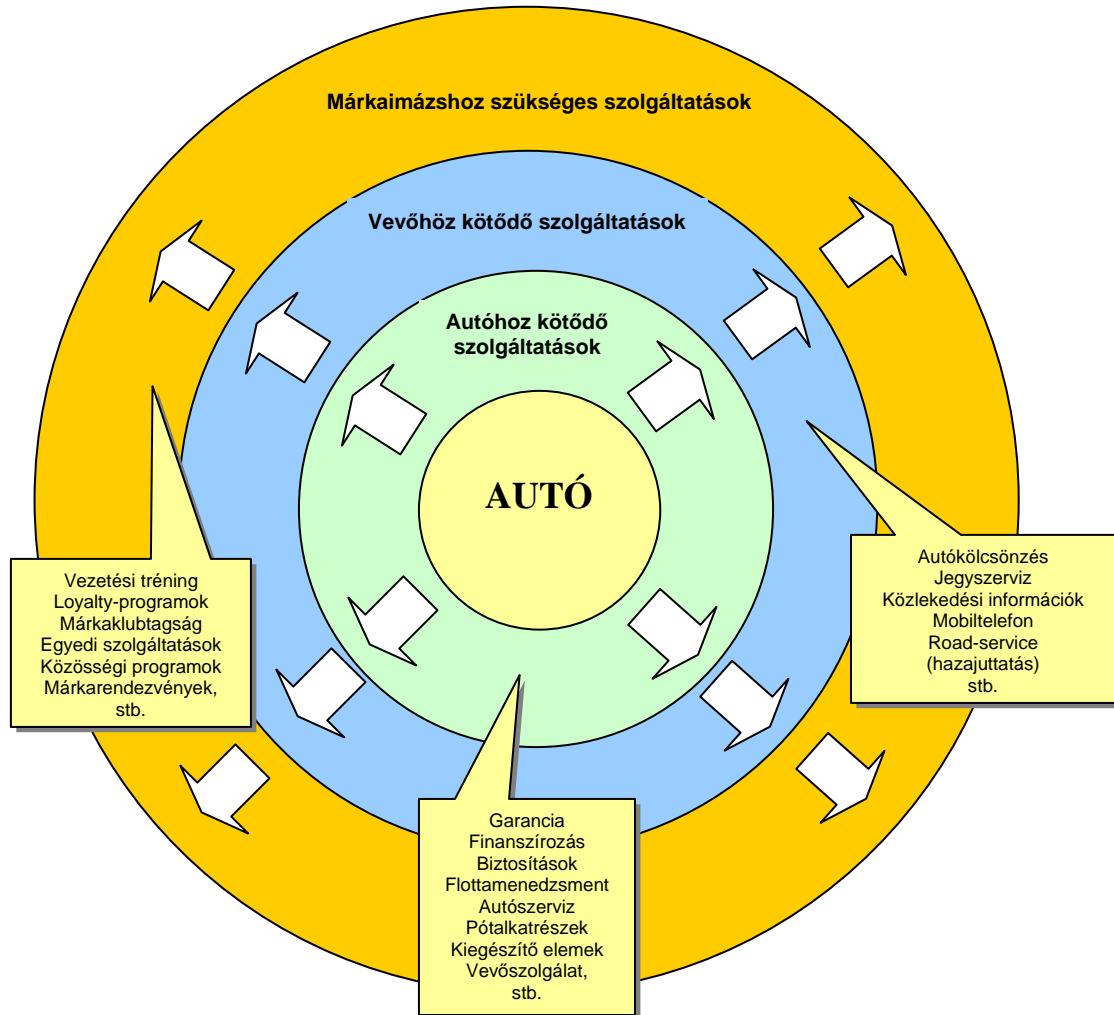 Márkaimázshoz szükséges szolgáltatások
Vevőhöz kötődő szolgáltatások
Autóhoz kötődő
szolgáltatások
AUTÓ
Vezetési tréning
Loyalty-programok
Márkaklubtagság
Egyedi szolgáltatások
Közösségi programok
Márkarendezvények,
stb.
Autókölcsönzés
Jegyszerviz
Közlekedési információk
Mobiltelefon
Road-service
(hazajuttatás)
stb.
Garancia
Finanszírozás
Biztosítások
Flottamenedzsment
Autószerviz
Pótalkatrészek
Kiegészítő elemek
Vevőszolgálat,
stb.